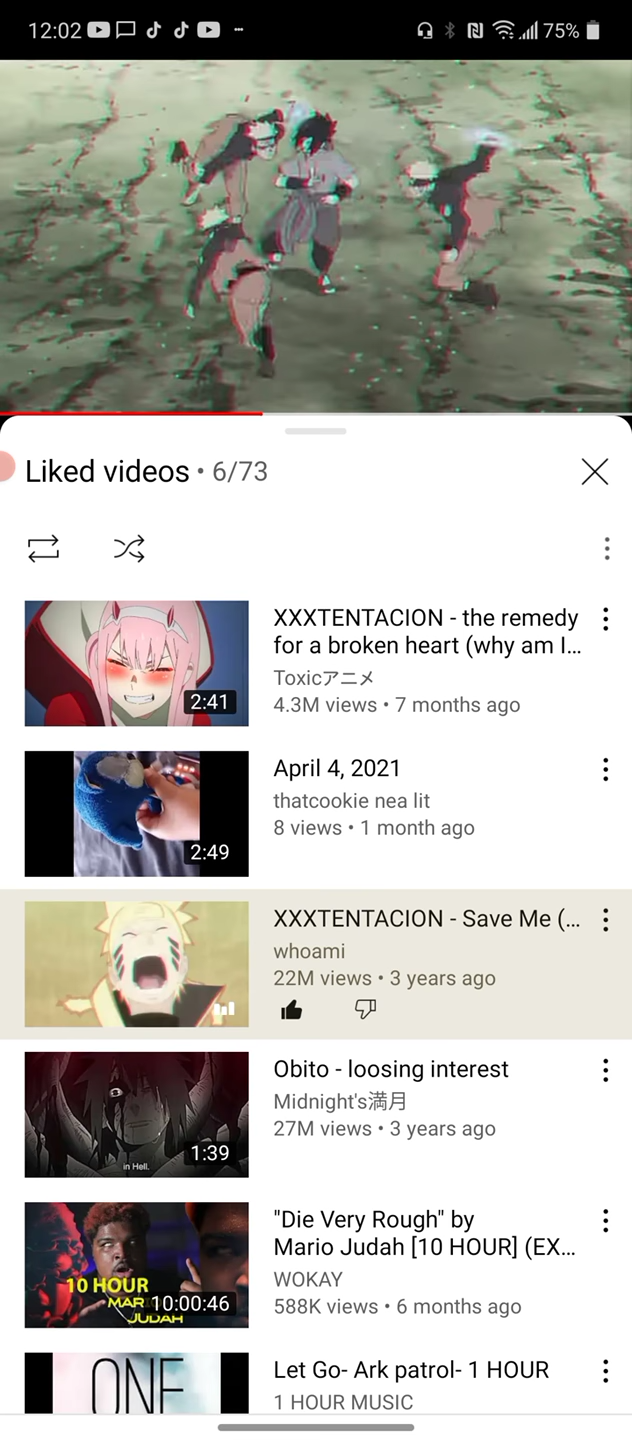 12:02
75%
Liked videos • 6/73
XXXTENTACION - the remedy
for a broken heart (why am I...
Toxicアニメ
4.3M views • 7 months ago
2:41
April 4, 2021
thatcookie nea lit
8 views • 1 month ago
2:49
XXXTENTACION - Save Me (...
whoami
22M views • 3 years ago
Obito - loosing interest
Midnight's満月
27M views • 3 years ago
in Hell.
1:39
"Die Very Rough" by
Mario Judah [10 HOUR] (EX...
WOKAY
588K views • 6 months ago
10 HOUR
MARIO
10:00:46
JUDAH
Let Go- Ark patrol- 1 HOUR
1 HOUR MUSIC
ONE